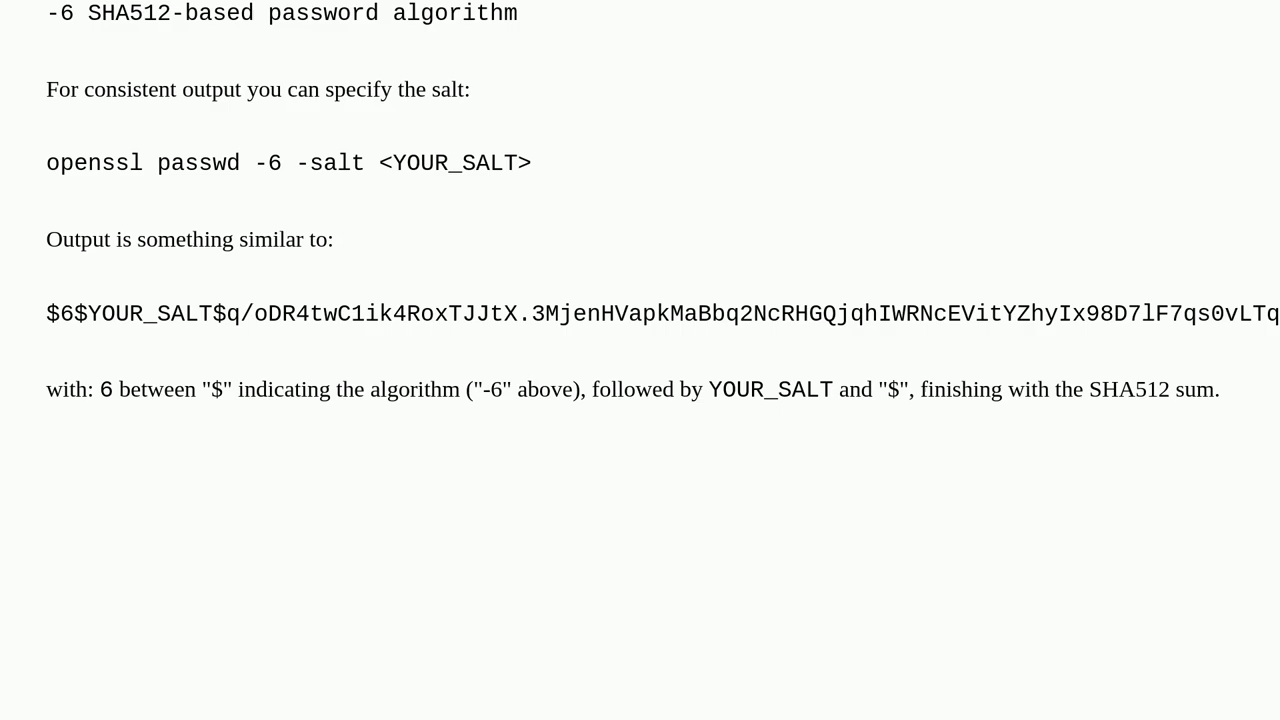 -6 SHA512-based password algorithm
For consistent output you can specify the salt:
openssl passwd -6 -salt <YOUR_SALT>
Output is something similar to:
$6$YOUR_SALT$q/oDR4twC1ik4RoxTJJtX.3MjenHVapkMaBbq2NcRHGQjqhIWRNcEVitYZhyIx98D7lF7qs0vLTq
with: 6 between "$" indicating the algorithm ("-6" above), followed by YOUR_SALT and "$", finishing with the SHA512 sum.